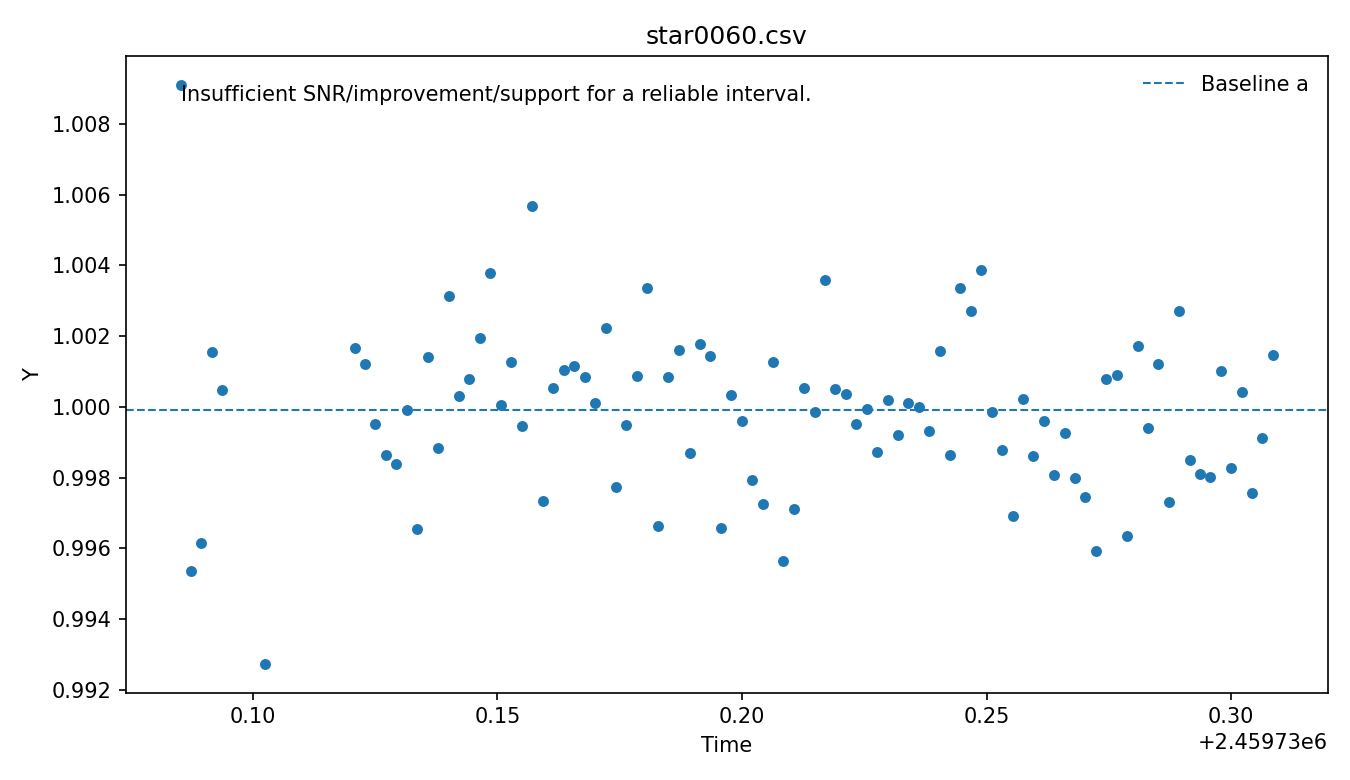 star0060.csv
Insufficient SNR/improvement/support for a reliable interval.
Baseline a
1.008
1.006
1.004
1.002
1.000
0.998
0.996
0.994
0.992
Y
0.10 0.15 0.20 0.25 0.30
Time
+2.45973e6